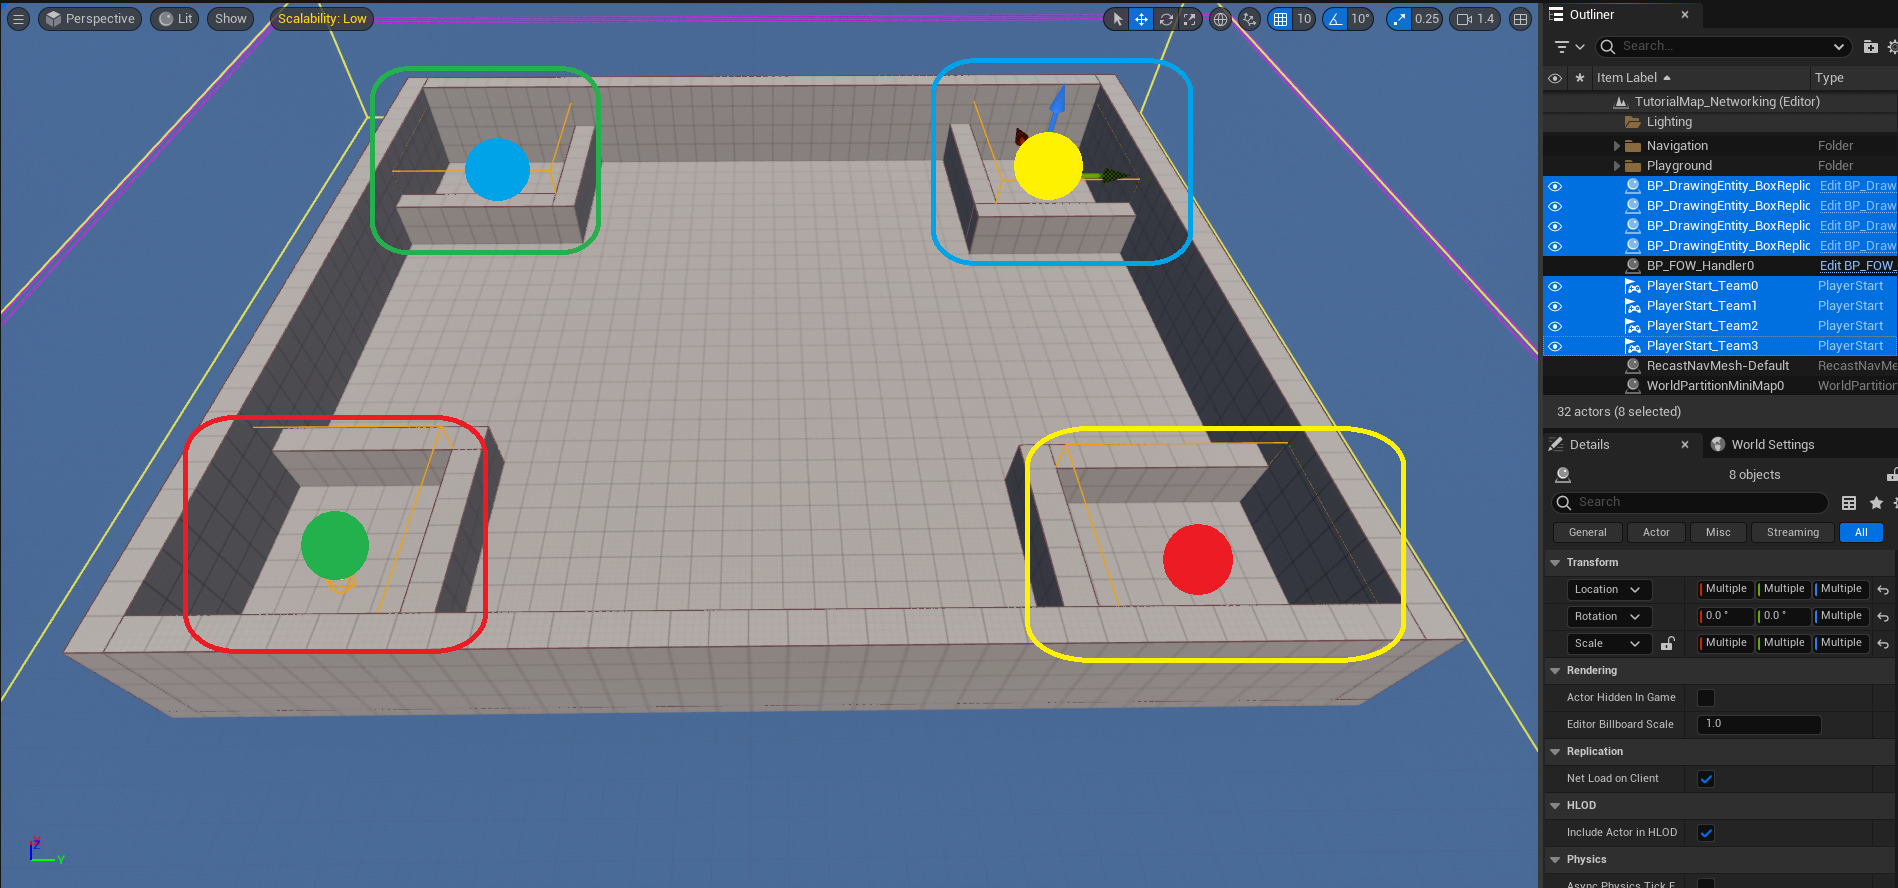 Perspective
Lit
Show
Scalability: Low
10
10°
0.25
1.4
Z
Y
Outliner
Search...
Item Label
Type
TutorialMap_Networking (Editor)
Lighting
Navigation Folder
Playground Folder
BP_DrawingEntity_BoxReplic Edit BP_Draw
BP_DrawingEntity_BoxReplic Edit BP_Draw
BP_DrawingEntity_BoxReplic Edit BP_Draw
BP_DrawingEntity_BoxReplic Edit BP_Draw
BP_FOW_Handler0 Edit BP_FOW_
PlayerStart_Team0 PlayerStart
PlayerStart_Team1 PlayerStart
PlayerStart_Team2 PlayerStart
PlayerStart_Team3 PlayerStart
RecastNavMesh-Default RecastNavMe
WorldPartitionMiniMap0 WorldPartition
32 actors (8 selected)
Details
World Settings
8 objects
Search
General Actor Misc Streaming All
Transform
Location Multiple Multiple Multiple
Rotation 0.0 ° 0.0 ° Multiple
Scale Multiple Multiple Multiple
Rendering
Actor Hidden In Game
Editor Billboard Scale 1.0
Replication
Net Load on Client
HLOD
Include Actor in HLOD
Physics
Async Physics Tick E